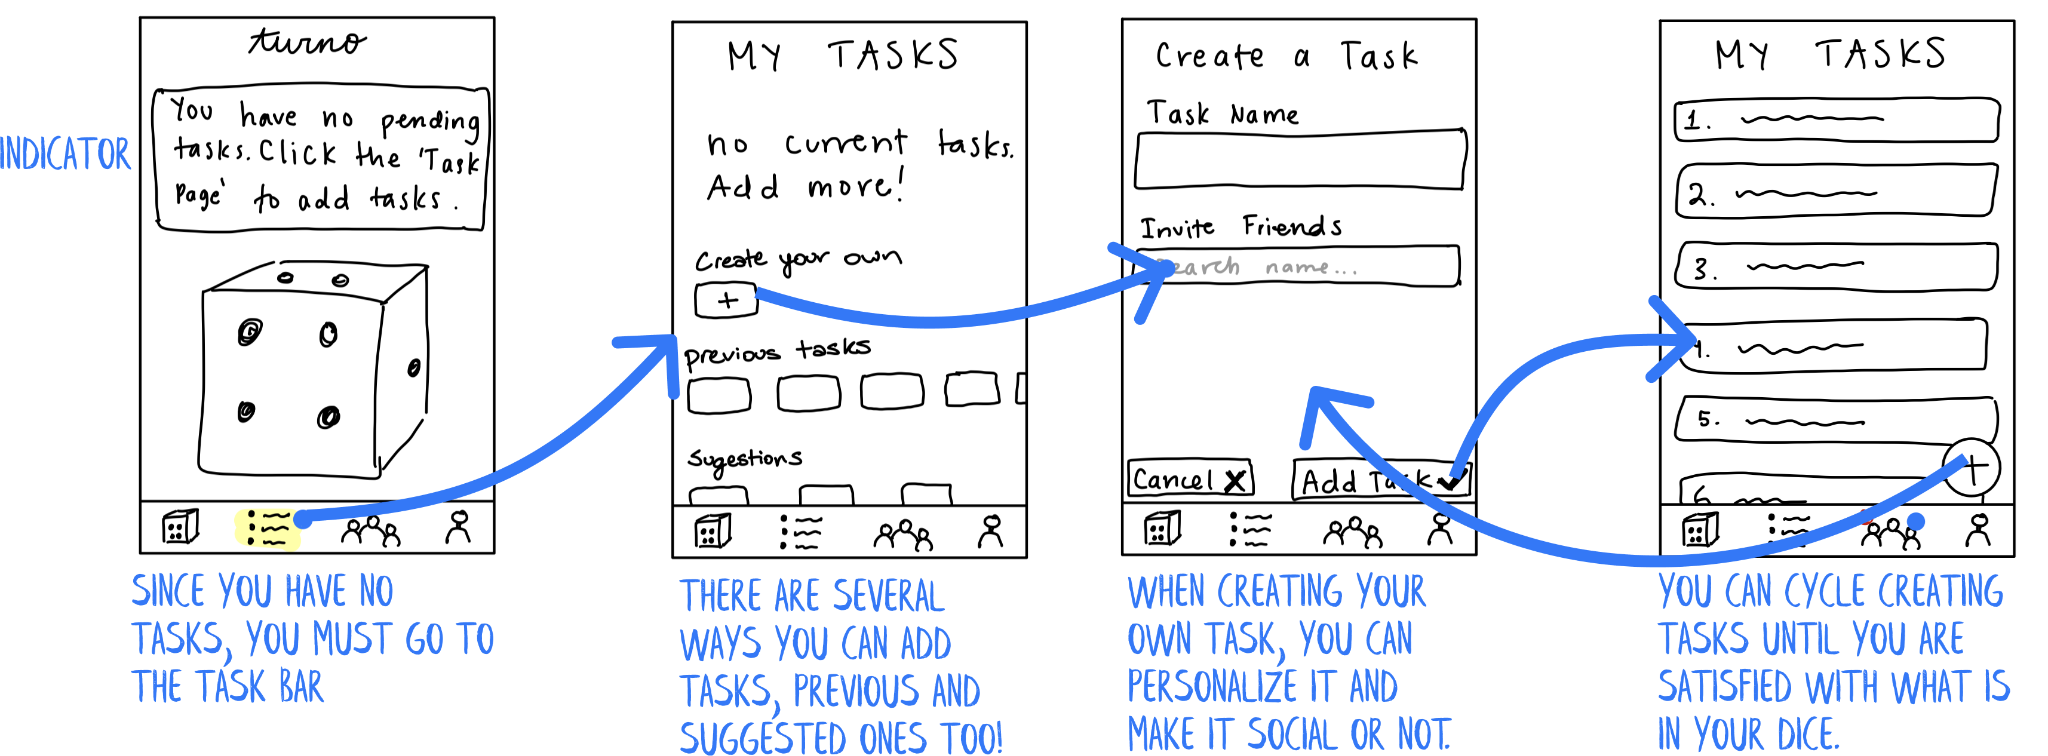 turno
INDICATOR
You have no pending
tasks. Click the 'Task
Page' to add tasks.
SINCE YOU HAVE NO
TASKS, YOU MUST GO TO
THE TASK BAR
MY TASKS
no current tasks.
Add more!
Create your own
+
previous tasks
Sugestions
THERE ARE SEVERAL
WAYS YOU CAN ADD
TASKS, PREVIOUS AND
SUGGESTED ONES TOO!
Create a Task
Task Name
Invite Friends
Search name...
Cancel X
Add Task ✔
WHEN CREATING YOUR
OWN TASK, YOU CAN
PERSONALIZE IT AND
MAKE IT SOCIAL OR NOT.
MY TASKS
1.
2.
3.
4.
5.
+
6
YOU CAN CYCLE CREATING
TASKS UNTIL YOU ARE
SATISFIED WITH WHAT IS
IN YOUR DICE.